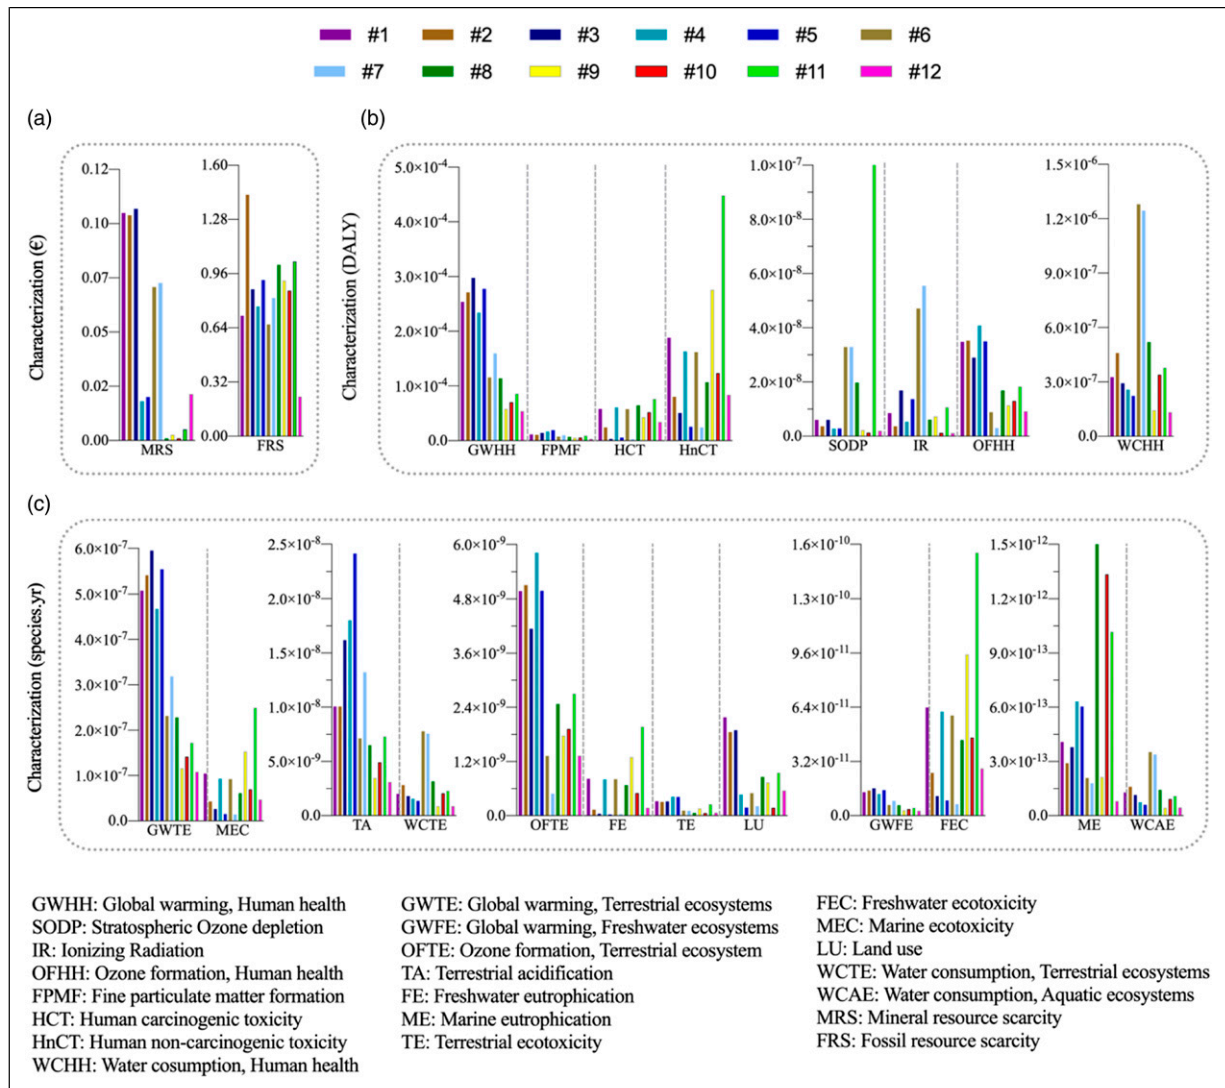 #1 #2 #3 #4 #5 #6
#7 #8 #9 #10 #11 #12
(a)
Characterization (€)
0.12
0.10
0.07
0.05
0.02
0.00
MRS
1.60
1.28
0.96
0.64
0.32
0.00
FRS
(b)
Characterization (DALY)
5.0×10⁻⁴
4.0×10⁻⁴
3.0×10⁻⁴
2.0×10⁻⁴
1.0×10⁻⁴
0.0
GWHH FPMF HCT HnCT
1.0×10⁻⁷
8.0×10⁻⁸
6.0×10⁻⁸
4.0×10⁻⁸
2.0×10⁻⁸
0.0
SODP IR OFHH
1.5×10⁻⁶
1.2×10⁻⁶
9.0×10⁻⁷
6.0×10⁻⁷
3.0×10⁻⁷
0.0
WCHH
(c)
Characterization (species.yr)
6.0×10⁻⁷
5.0×10⁻⁷
4.0×10⁻⁷
3.0×10⁻⁷
2.0×10⁻⁷
1.0×10⁻⁷
0.0
GWTE MEC
2.5×10⁻⁸
2.0×10⁻⁸
1.5×10⁻⁸
1.0×10⁻⁸
5.0×10⁻⁹
0.0
TA WCTE
6.0×10⁻⁹
4.8×10⁻⁹
3.6×10⁻⁹
2.4×10⁻⁹
1.2×10⁻⁹
0.0
OFTE FE TE LU
1.6×10⁻¹⁰
1.3×10⁻¹⁰
9.6×10⁻¹¹
6.4×10⁻¹¹
3.2×10⁻¹¹
0.0
GWFE FEC
1.5×10⁻¹²
1.2×10⁻¹²
9.0×10⁻¹³
6.0×10⁻¹³
3.0×10⁻¹³
0.0
ME WCAE
GWHH: Global warming, Human health
SODP: Stratospheric Ozone depletion
IR: Ionizing Radiation
OFHH: Ozone formation, Human health
FPMF: Fine particulate matter formation
HCT: Human carcinogenic toxicity
HnCT: Human non-carcinogenic toxicity
WCHH: Water cosumption, Human health
GWTE: Global warming, Terrestrial ecosystems
GWFE: Global warming, Freshwater ecosystems
OFTE: Ozone formation, Terrestrial ecosystem
TA: Terrestrial acidification
FE: Freshwater eutrophication
ME: Marine eutrophication
TE: Terrestrial ecotoxicity
FEC: Freshwater ecotoxicity
MEC: Marine ecotoxicity
LU: Land use
WCTE: Water consumption, Terrestrial ecosystems
WCAE: Water consumption, Aquatic ecosystems
MRS: Mineral resource scarcity
FRS: Fossil resource scarcity